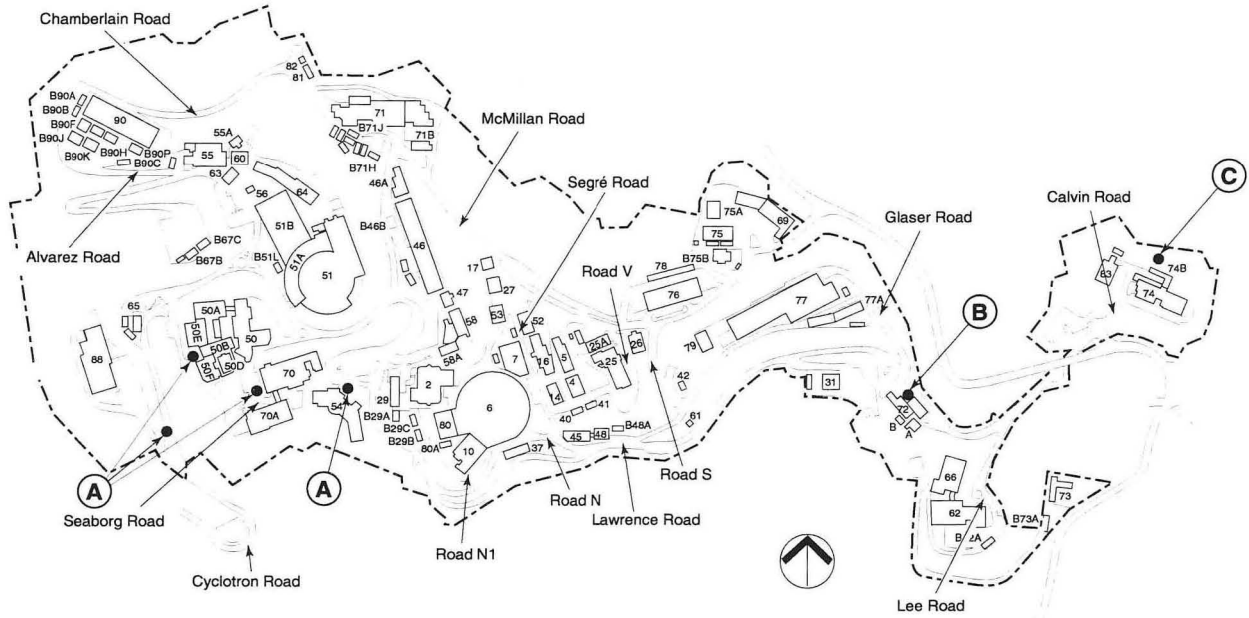 Chamberlain Road
82
81
B90A
B90B
B90F
B90J
B90K
90
B90H
B90P
B90C
55A
55
60
63
56
64
71
B71J
71B
B71H
McMillan Road
46A
Segré Road
Alvarez Road
B67C
B67B
51B
B51L
51A
51
B46B
46
17
27
47
53
52
58
58A
75A
75
69
B75B
78
76
Road V
77
77A
Glaser Road
Calvin Road
C
83
74B
74
65
88
50A
50E
50B
50
50F
50D
70
70A
54
29
B29A
B29C
B29B
2
80
80A
6
10
7
16
5
25A
25
26
14
4
40
41
45
48
B48A
37
42
61
79
31
B
72
B
A
66
62
73
B73A
A
A
Seaborg Road
Cyclotron Road
Road N1
Road N
Lawrence Road
Road S
Lee Road